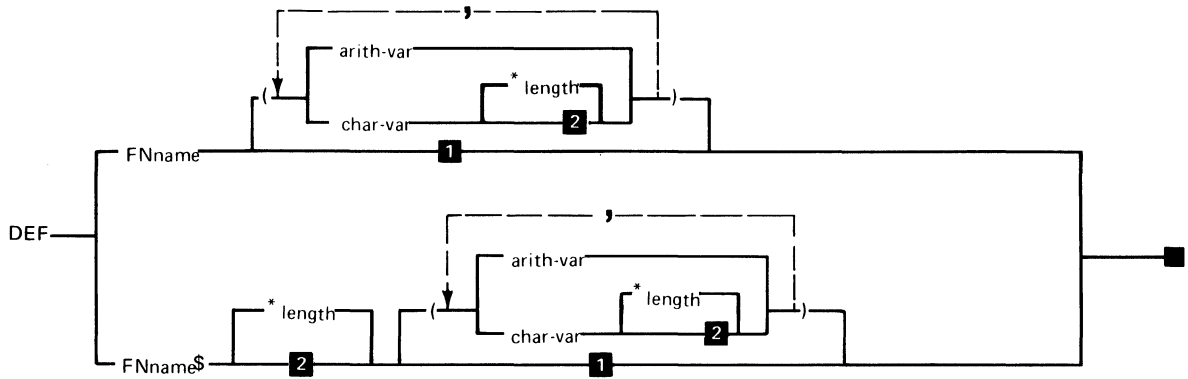 ,
arith-var
* length
( )
char-var 2
FNname 1
,
DEF
arith-var
* length ( * length )
char-var 2
FNname$ 2 1